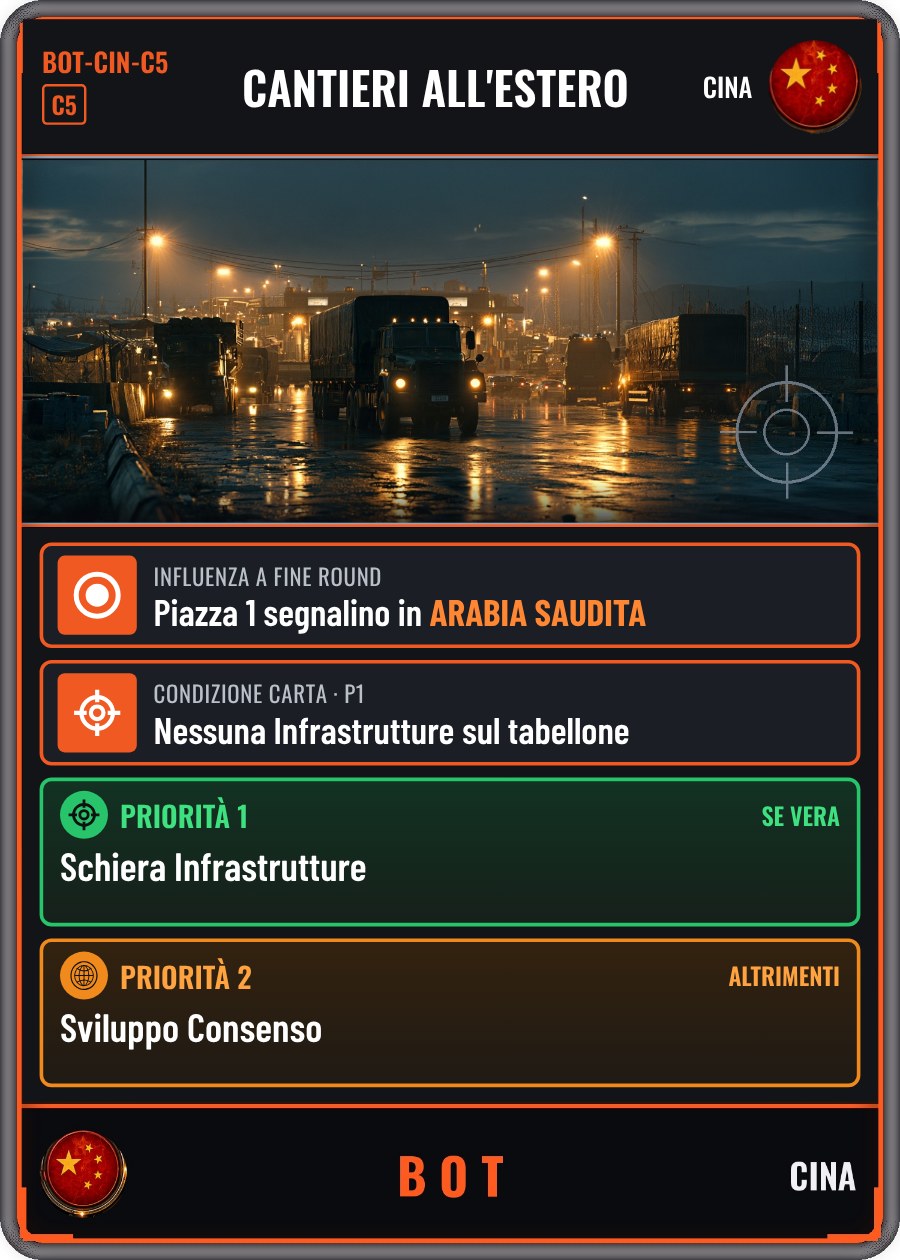 BOT-CIN-C5
C5
CANTIERI ALL'ESTERO
CINA
INFLUENZA A FINE ROUND
Piazza 1 segnalino in ARABIA SAUDITA
CONDIZIONE CARTA · P1
Nessuna Infrastrutture sul tabellone
PRIORITÀ 1
SE VERA
Schiera Infrastrutture
PRIORITÀ 2
ALTRIMENTI
Sviluppo Consenso
BOT
CINA